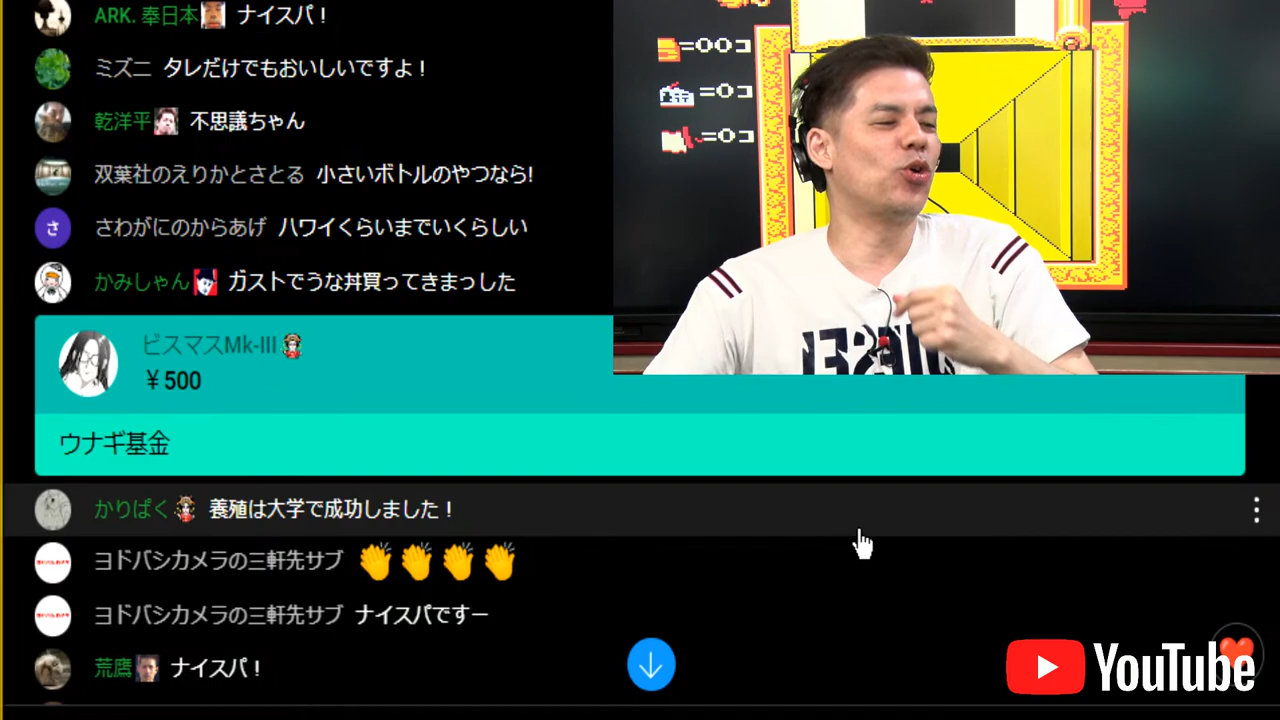 ARK. 奉日本 ナイスパ！
ミズニ タレだけでもおいしいですよ！
乾洋平 不思議ちゃん
双葉社のえりかとさとる 小さいボトルのやつなら!
さ さわがにのからあげ ハワイくらいまでいくらしい
かみしゃん ガストでうな丼買ってきまっした
ビスマスMk-III
￥500
ウナギ基金
かりぱく 養殖は大学で成功しました！
ヨドバシカメラの三軒先サブ
ヨドバシカメラの三軒先サブ ナイスパですー
荒鷹 ナイスパ！
=00コ
=0コ
=0コ
YouTube